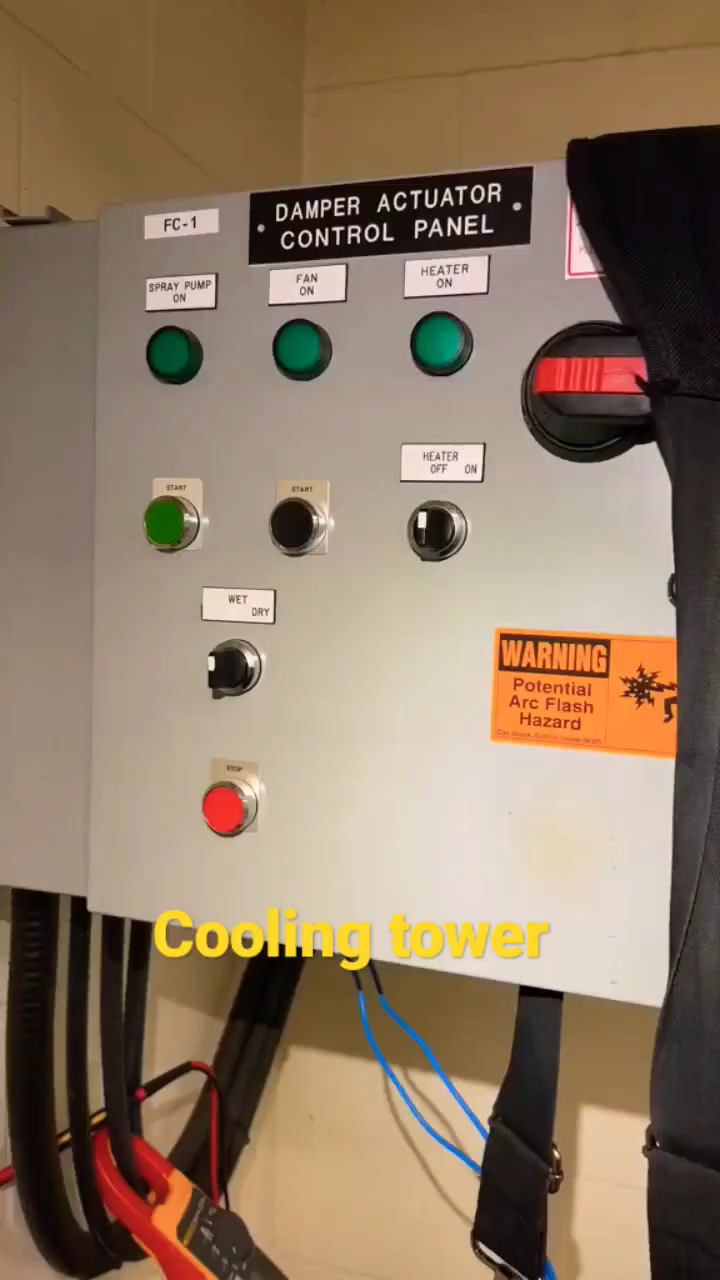 DAMPER ACTUATOR
CONTROL PANEL
FC-1
SPRAY PUMP
ON
FAN
ON
HEATER
ON
HEATER
OFF ON
START
START
WET
DRY
WARNING
Potential
Arc Flash
Hazard
STOP
Cooling tower